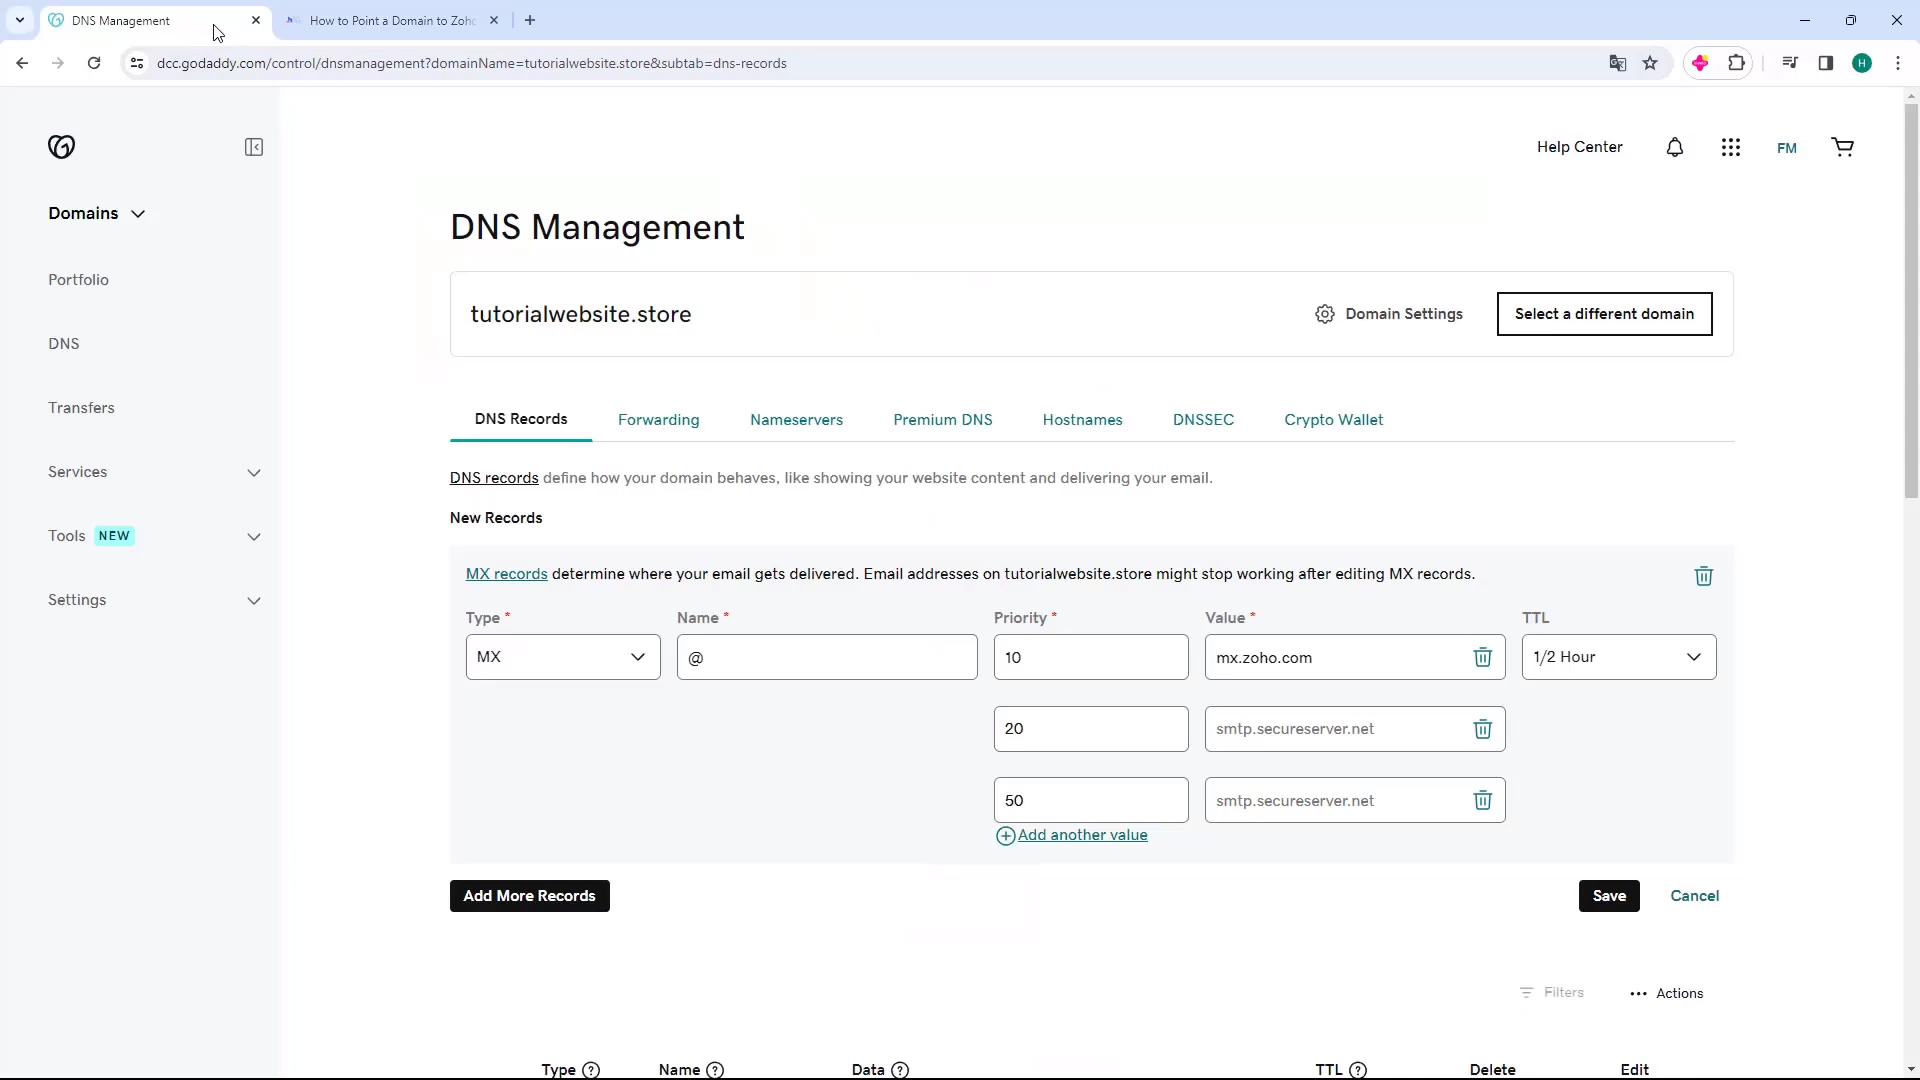 DNS Management
How to Point a Domain to Zoho
dcc.godaddy.com/control/dnsmanagement?domainName=tutorialwebsite.store&subtab=dns-records
H
Help Center
FM
Domains
Portfolio
DNS
Transfers
Services
Tools NEW
Settings
DNS Management
tutorialwebsite.store
Domain Settings
Select a different domain
DNS Records
Forwarding
Nameservers
Premium DNS
Hostnames
DNSSEC
Crypto Wallet
DNS records define how your domain behaves, like showing your website content and delivering your email.
New Records
MX records determine where your email gets delivered. Email addresses on tutorialwebsite.store might stop working after editing MX records.
Type * Name * Priority * Value * TTL
MX @ 10 mx.zoho.com 1/2 Hour
20 smtp.secureserver.net
50 smtp.secureserver.net
Add another value
Add More Records
Save
Cancel
Filters
Actions
Type ? Name ? Data ? TTL ? Delete Edit